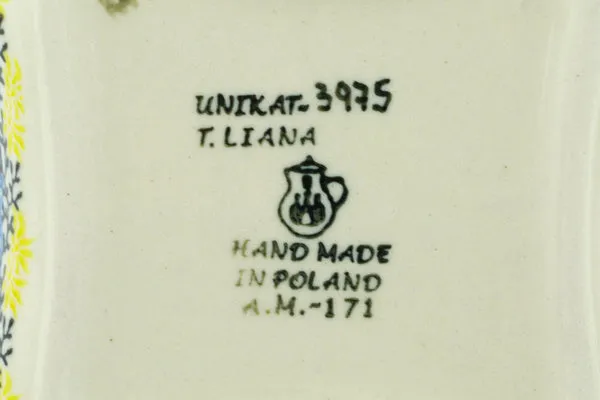 UNIKAT-3975
T. LIANA
HAND MADE
IN POLAND
A.M.-171